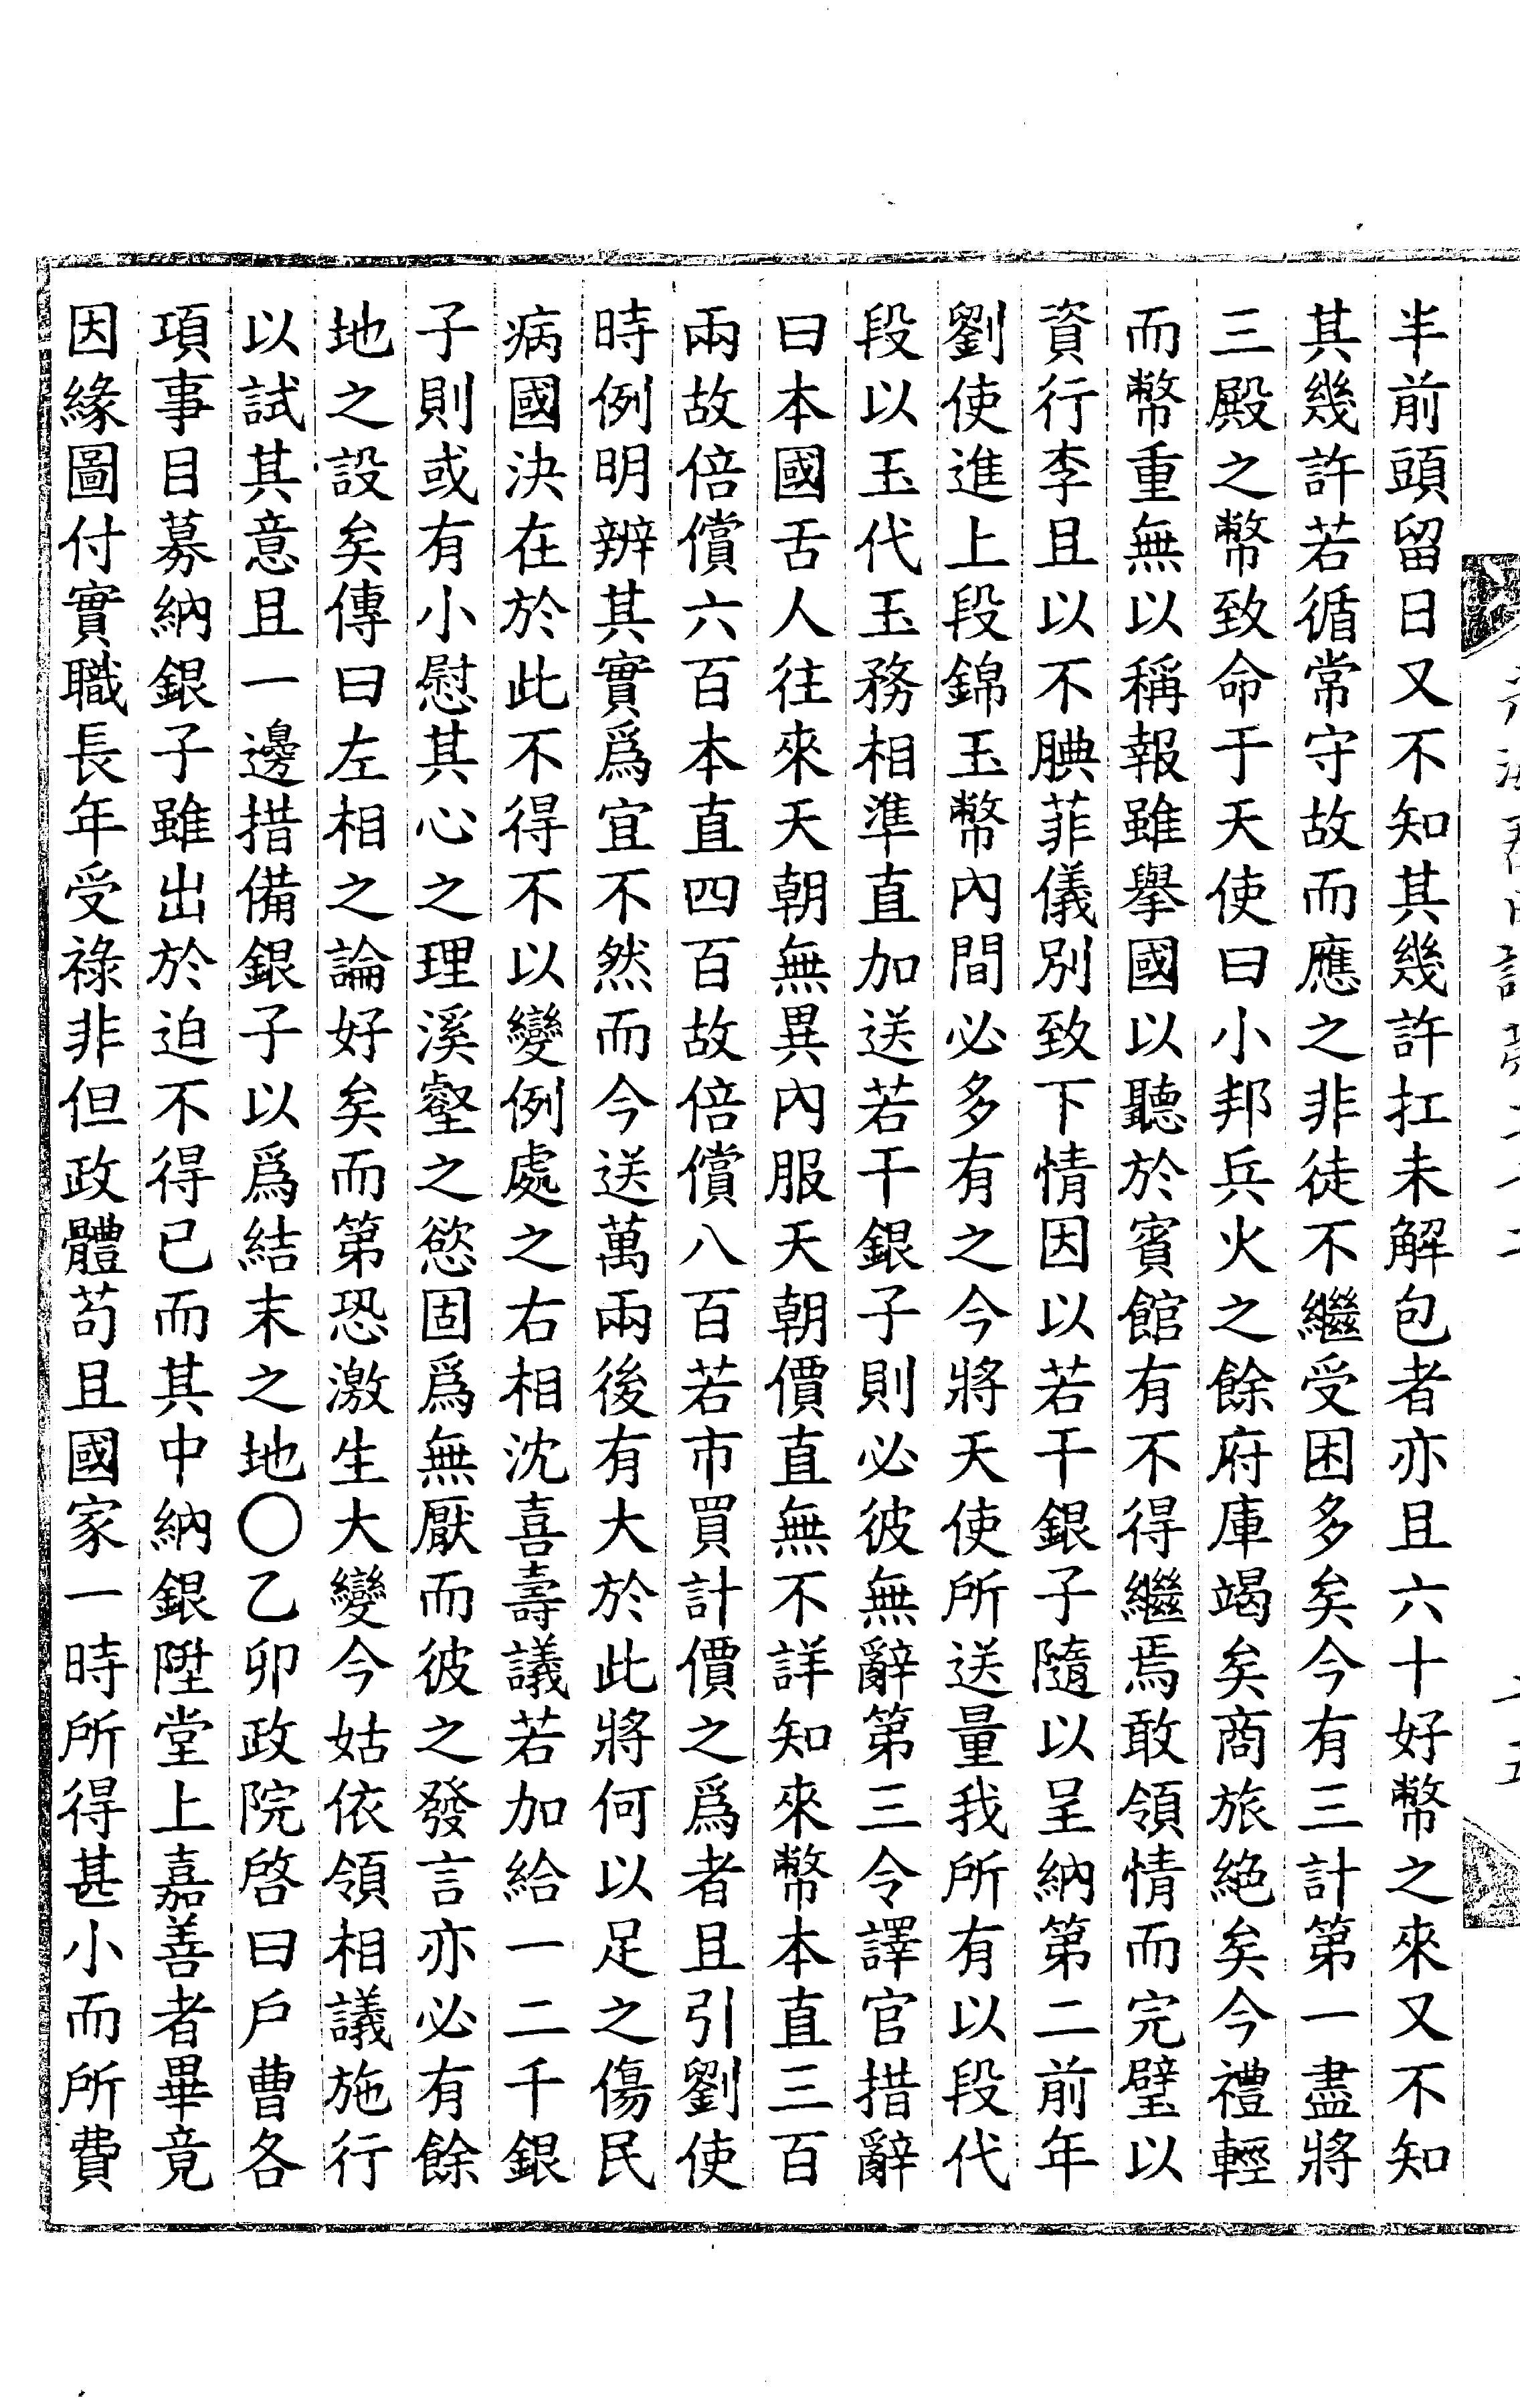 半前頭留日又不知其幾許扛未解包者亦且六十好幣之來又不知
其幾許若循常守故而應之非徒不繼受困多矣今有三計第一盡將
三殿之幣致命于天使曰小邦兵火之餘府庫竭矣商旅絕矣今禮輕
而幣重無以稱報雖擧國以聽於賓館有不得繼焉敢領情而完璧以
資行李且以不腆菲儀別致下情因以若干銀子隨以呈納第二前年
劉使進上段錦玉幣內間必多有之今將天使所送量我所有以段代
段以玉代玉務相準直加送若干銀子則必彼無辭第三令譯官措辭
曰本國舌人往來天朝無異內服天朝價直無不詳知來幣本直三百
兩故倍償六百本直四百故倍償八百若市買計價之爲者且引劉使
時例明辨其實爲宜不然而今送萬兩後有大於此將何以足之傷民
病國決在於此不得不以變例處之右相沈喜壽議若加給一二千銀
子則或有小慰其心之理溪壑之慾固爲無厭而彼之發言亦必有餘
地之設矣傳曰左相之論好矣而第恐激生大變今姑依領相議施行
以試其意且一邊措備銀子以爲結末之地○乙卯政院啓曰戶曹各
項事目募納銀子雖出於迫不得已而其中納銀陞堂上嘉善者畢竟
因緣圖付實職長年受祿非但政體苟且國家一時所得甚小而所費